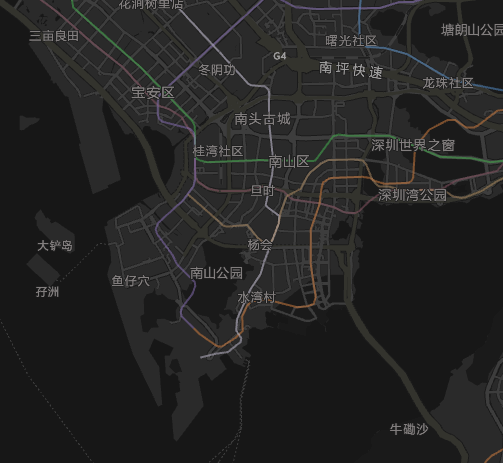 花涧树里店
三亩良田
曙光社区
塘朗山公园
G4
冬阴功
南坪快速
龙珠社区
宝安区
南头古城
桂湾社区
南山区
深圳世界之窗
旦时
深圳湾公园
大铲岛
杨会
孖洲
鱼仔穴
南山公园
水湾村
牛磡沙